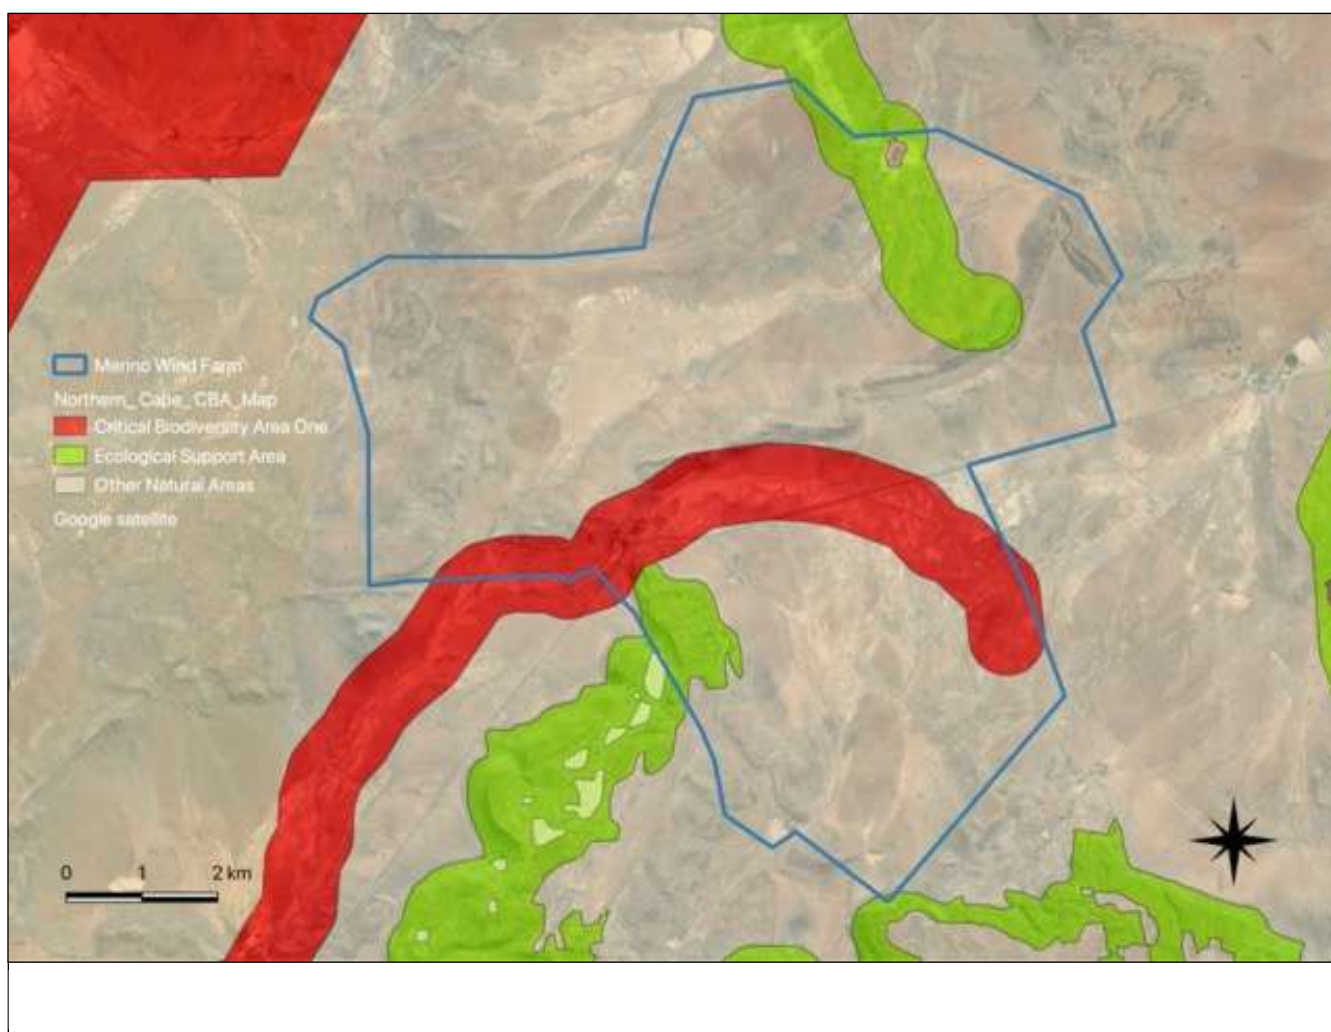 Merino Wind Farm
Northern_Cape_CBA_Map
Critical Biodiversity Area One
Ecological Support Area
Other Natural Areas
Google satellite
0 1 2 km